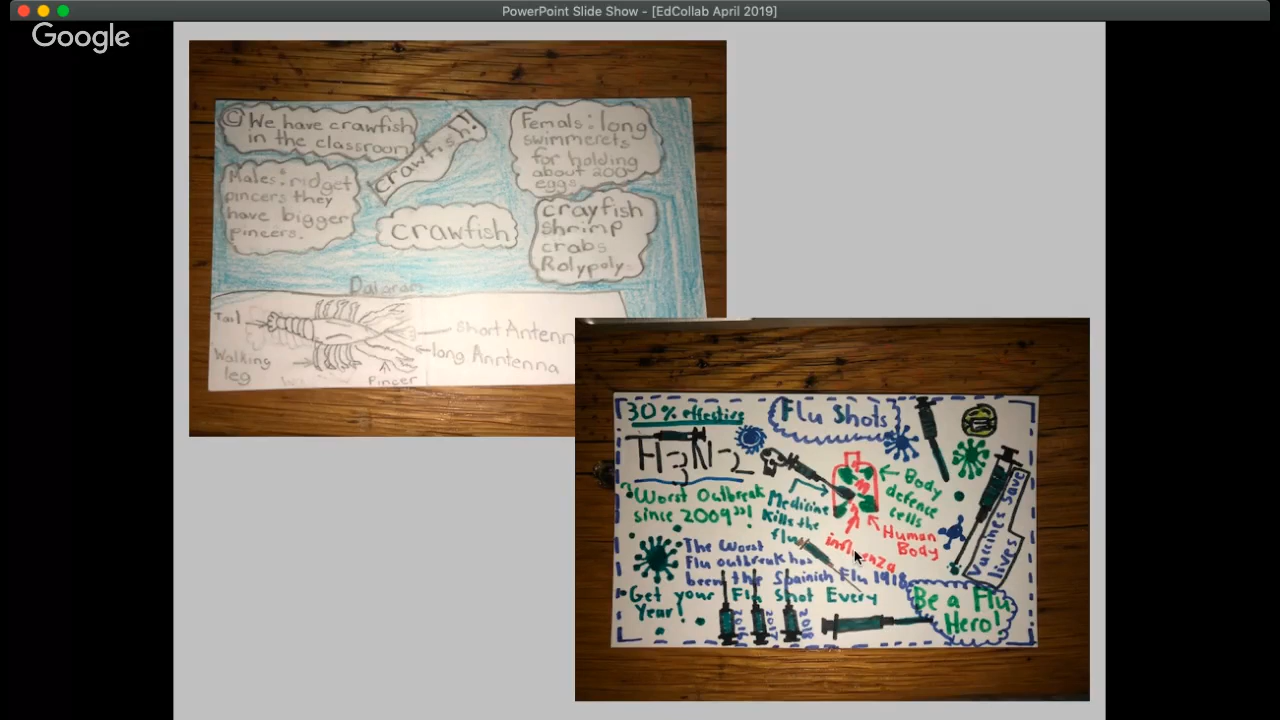 PowerPoint Slide Show - [EdCollab April 2019]
Google
We have crawfish
in the classroom
crawfish!
Femals: long
swimmerets
for holding
about 200
eggs
Males: ridget
pincers they
have bigger
pincers.
crawfish
crayfish
shrimp
crabs
Rolypoly
Daigram
Tail
Walking
leg
Pincer
short Antenn
long Anntenna
30% effective
Flu Shots
H3N-2
Worst Outbreak
since 2009"!
Medicine
kills the
flu
Body
defence
cells
Human
Body
influenza
Vaccines save
lives
The Worst
Flu outbreak has
been the Spainish Flu 1918
Get your Flu Shot Every
Year!
2016
2017
2018
Be a Flu
Hero!